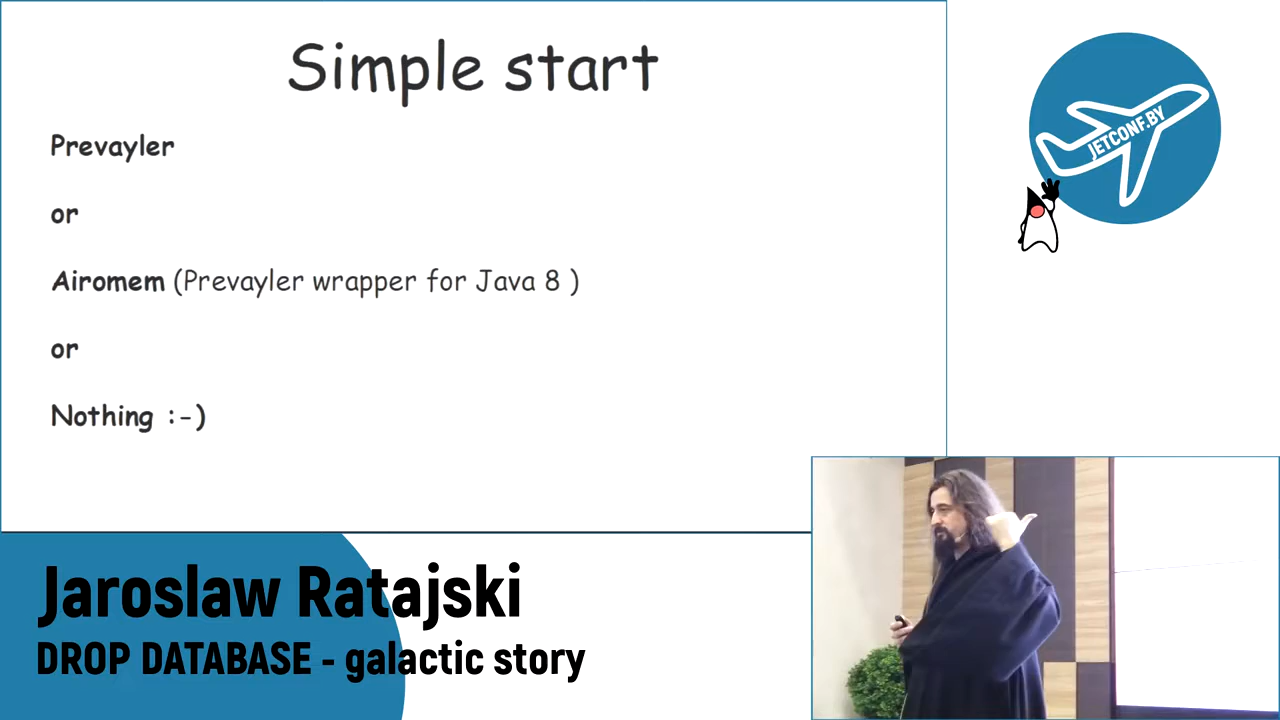 Simple start
Prevayler
or
Airomem (Prevayler wrapper for Java 8 )
or
Nothing :-)
JETCONF.BY
Jaroslaw Ratajski
DROP DATABASE - galactic story